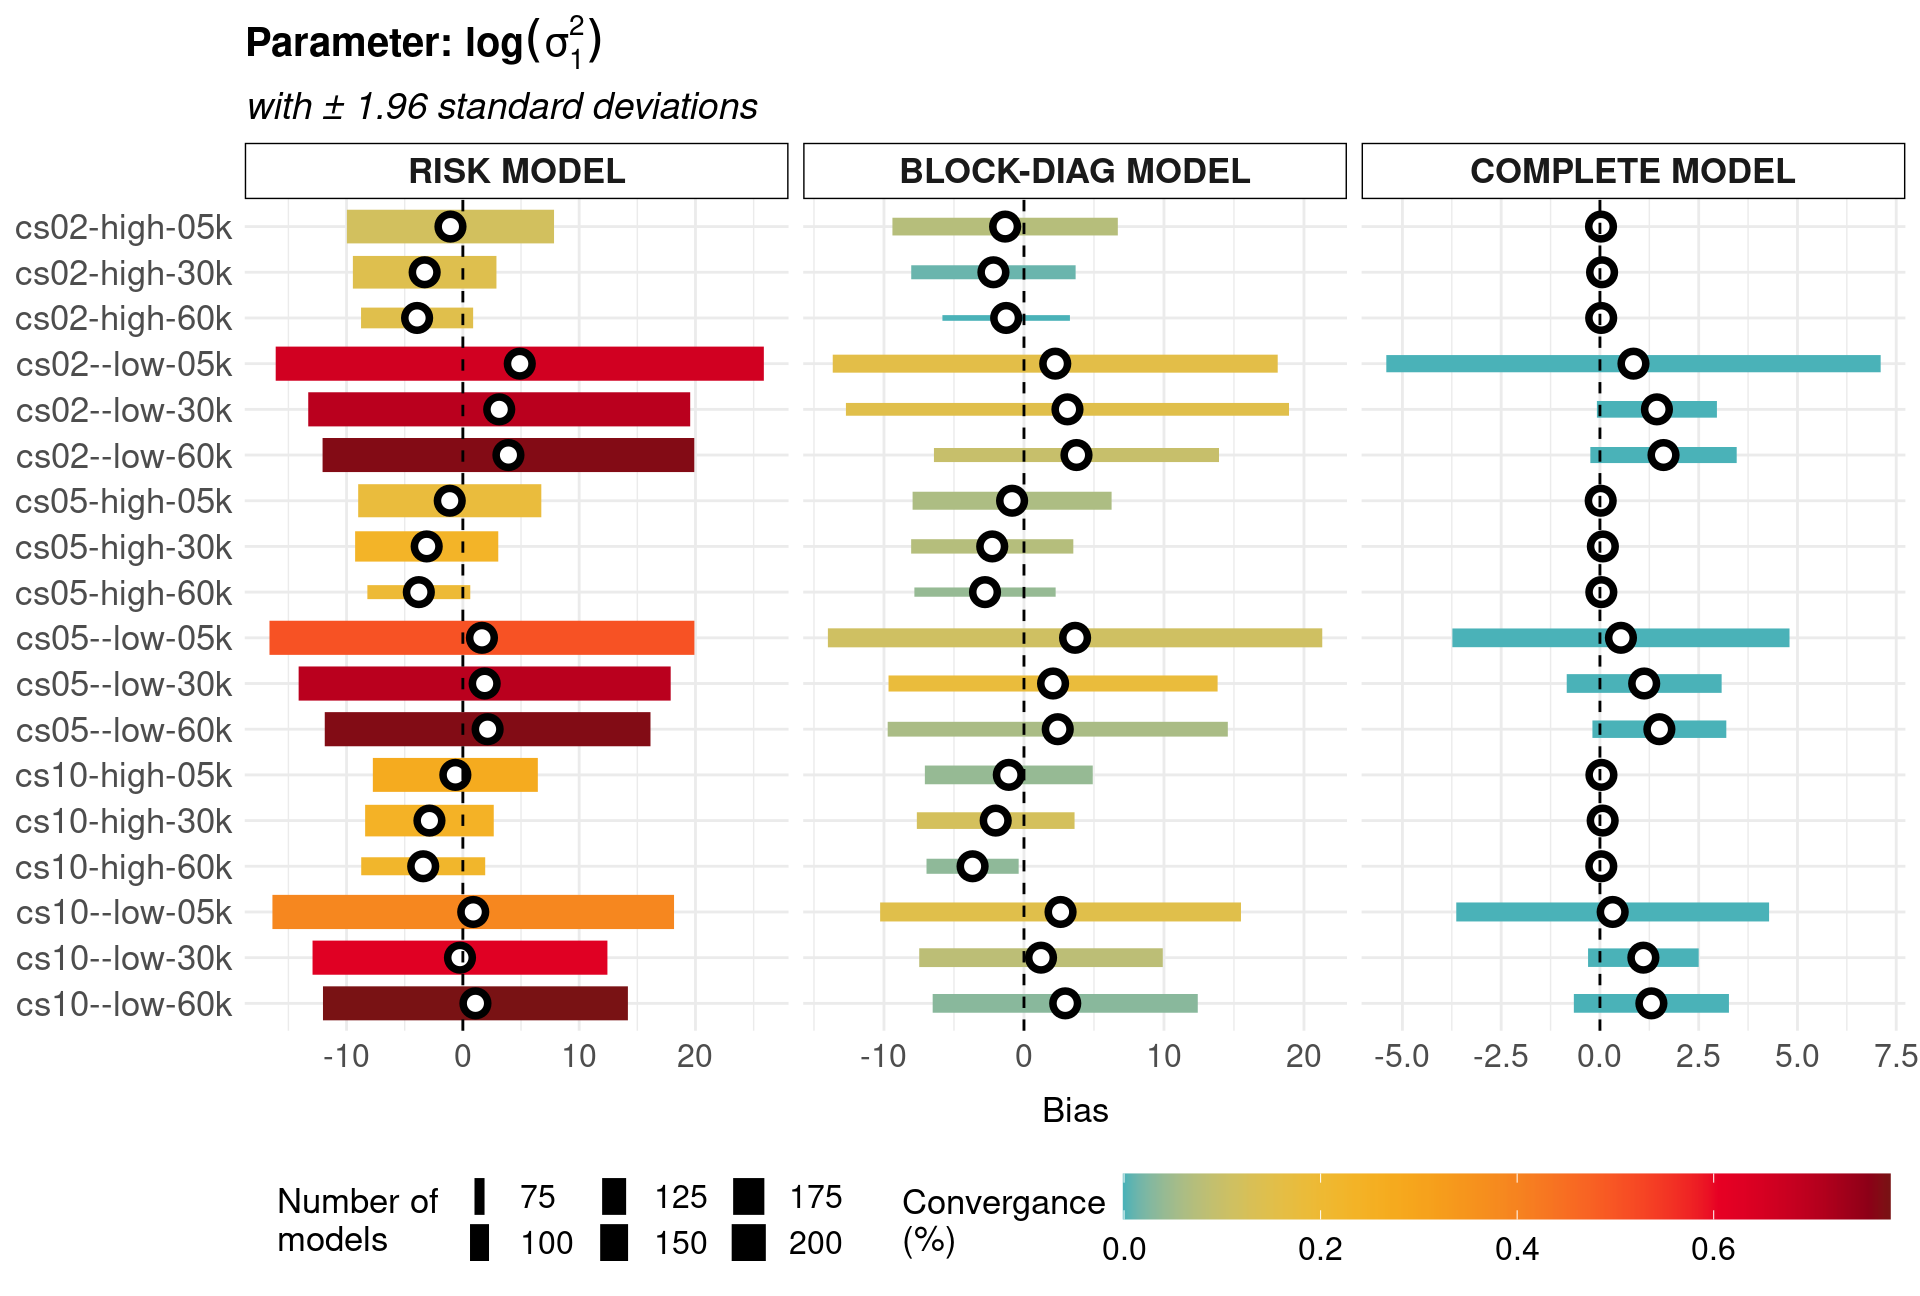 Parameter: log(σ₁²)
with ± 1.96 standard deviations
RISK MODEL BLOCK-DIAG MODEL COMPLETE MODEL
cs02-high-05k
cs02-high-30k
cs02-high-60k
cs02--low-05k
cs02--low-30k
cs02--low-60k
cs05-high-05k
cs05-high-30k
cs05-high-60k
cs05--low-05k
cs05--low-30k
cs05--low-60k
cs10-high-05k
cs10-high-30k
cs10-high-60k
cs10--low-05k
cs10--low-30k
cs10--low-60k
-10 0 10 20 -10 0 10 20 -5.0 -2.5 0.0 2.5 5.0 7.5
Bias
Number of
models
75 125 175
100 150 200
Convergance
(%)
0.0 0.2 0.4 0.6